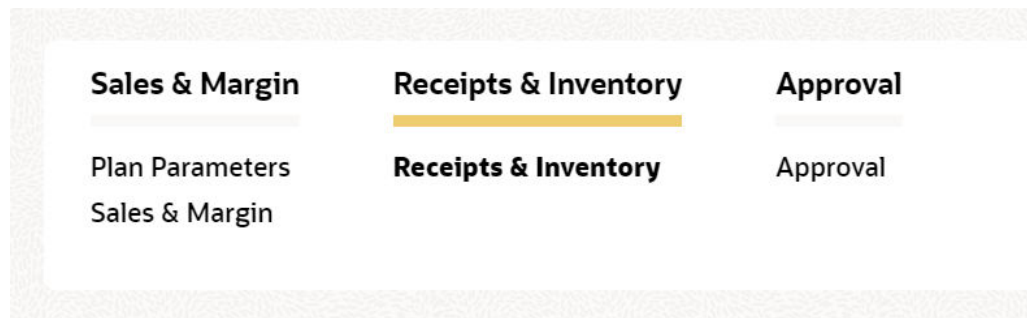 Sales & Margin
Plan Parameters
Sales & Margin
Receipts & Inventory
Receipts & Inventory
Approval
Approval